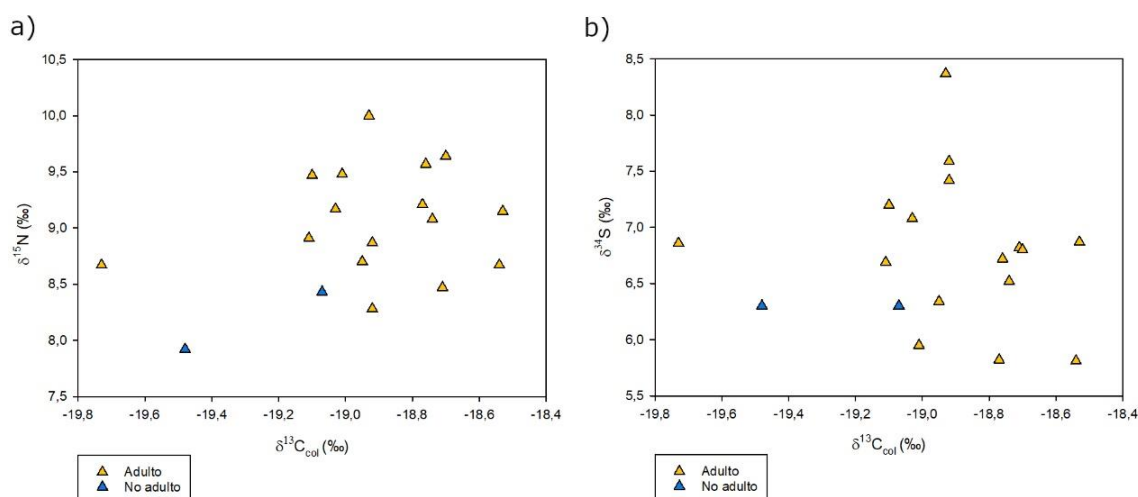 a)
10,5
10,0
9,5
9,0
8,5
8,0
7,5
δ15N (‰)
-19,8 -19,6 -19,4 -19,2 -19,0 -18,8 -18,6 -18,4
δ13Ccol (‰)
Adulto
No adulto
b)
8,5
8,0
7,5
7,0
6,5
6,0
5,5
δ34S (‰)
-19,8 -19,6 -19,4 -19,2 -19,0 -18,8 -18,6 -18,4
δ13Ccol (‰)
Adulto
No adulto